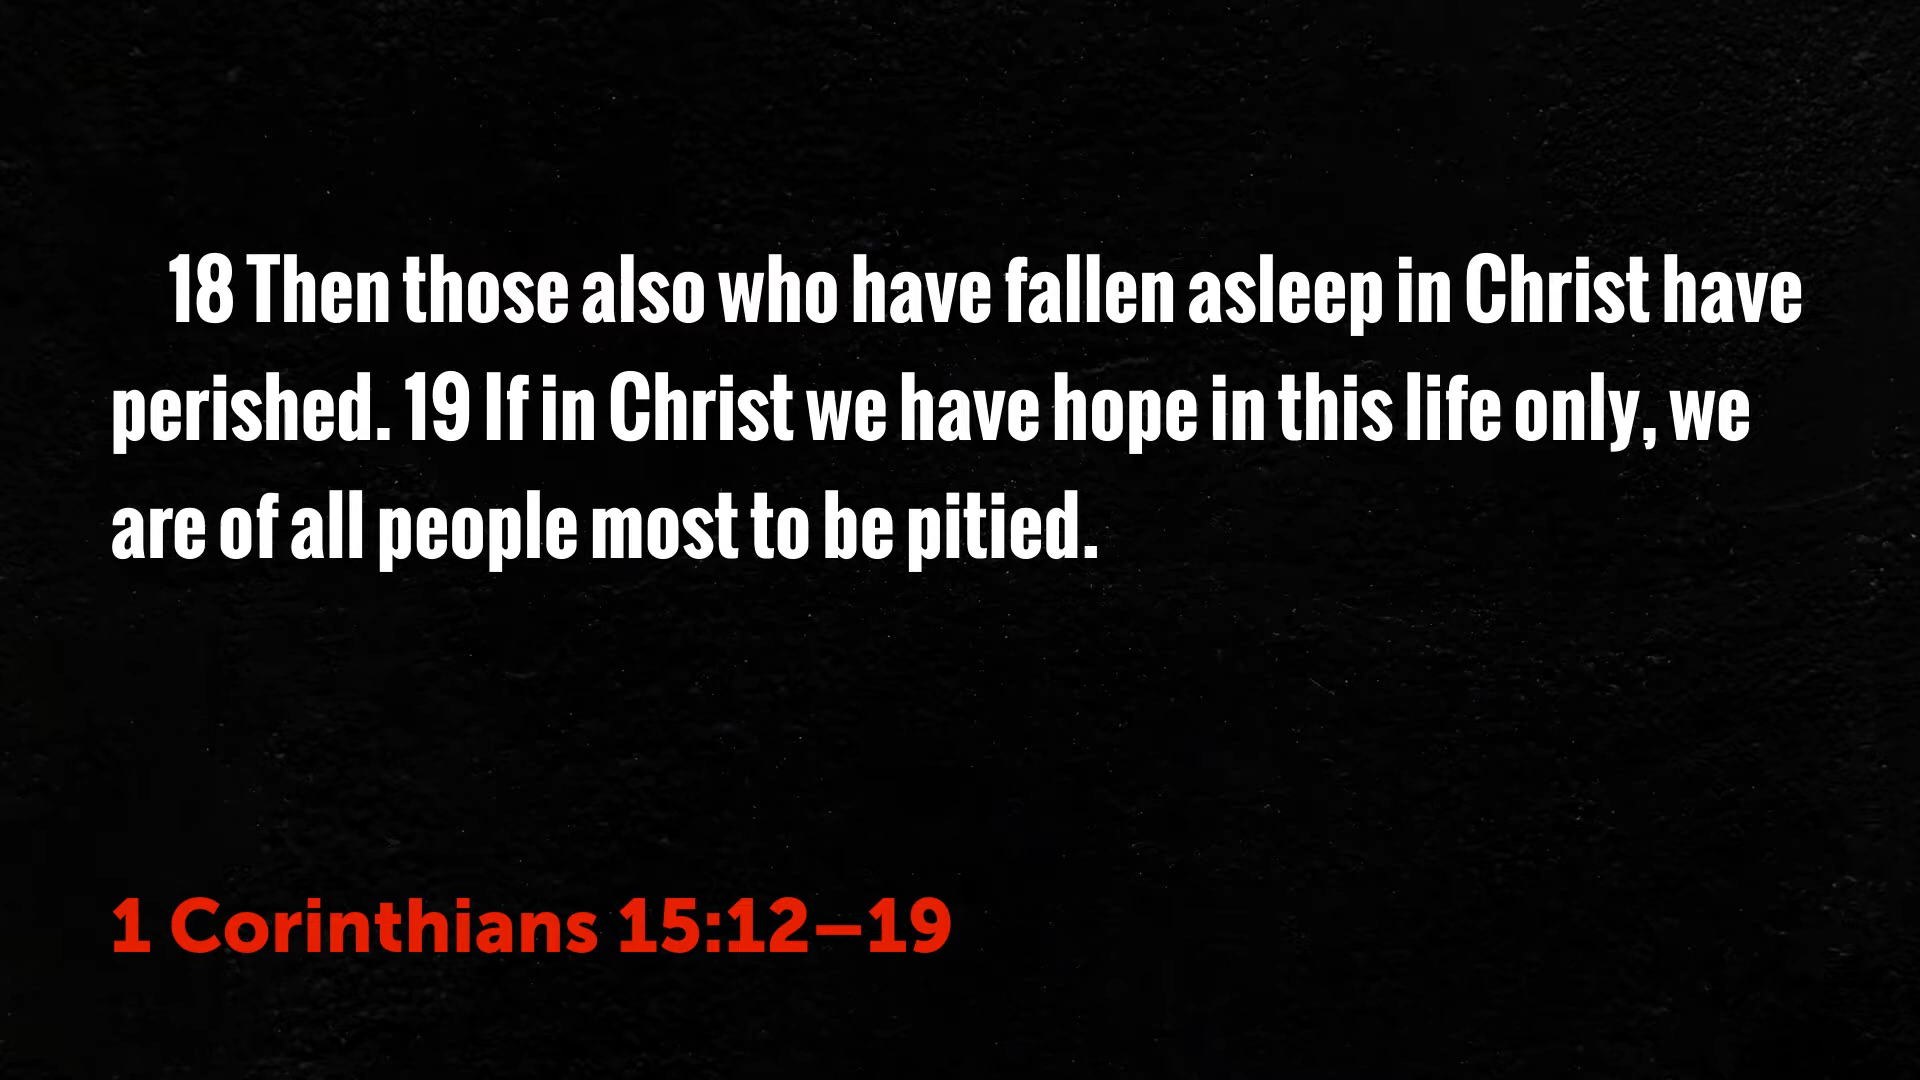 18 Then those also who have fallen asleep in Christ have
perished. 19 If in Christ we have hope in this life only, we
are of all people most to be pitied.
1 Corinthians 15:12–19